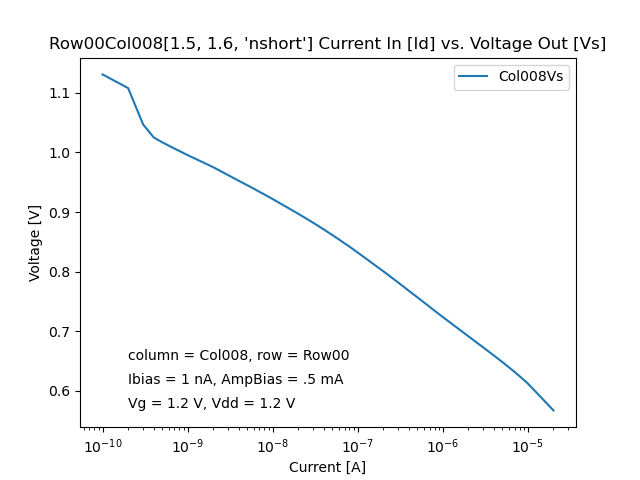 Row00Col008[1.5, 1.6, 'nshort'] Current In [Id] vs. Voltage Out [Vs]
Col008Vs
1.1
1.0
0.9
0.8
0.7
0.6
Voltage [V]
column = Col008, row = Row00
Ibias = 1 nA, AmpBias = .5 mA
Vg = 1.2 V, Vdd = 1.2 V
10⁻¹⁰ 10⁻⁹ 10⁻⁸ 10⁻⁷ 10⁻⁶ 10⁻⁵
Current [A]